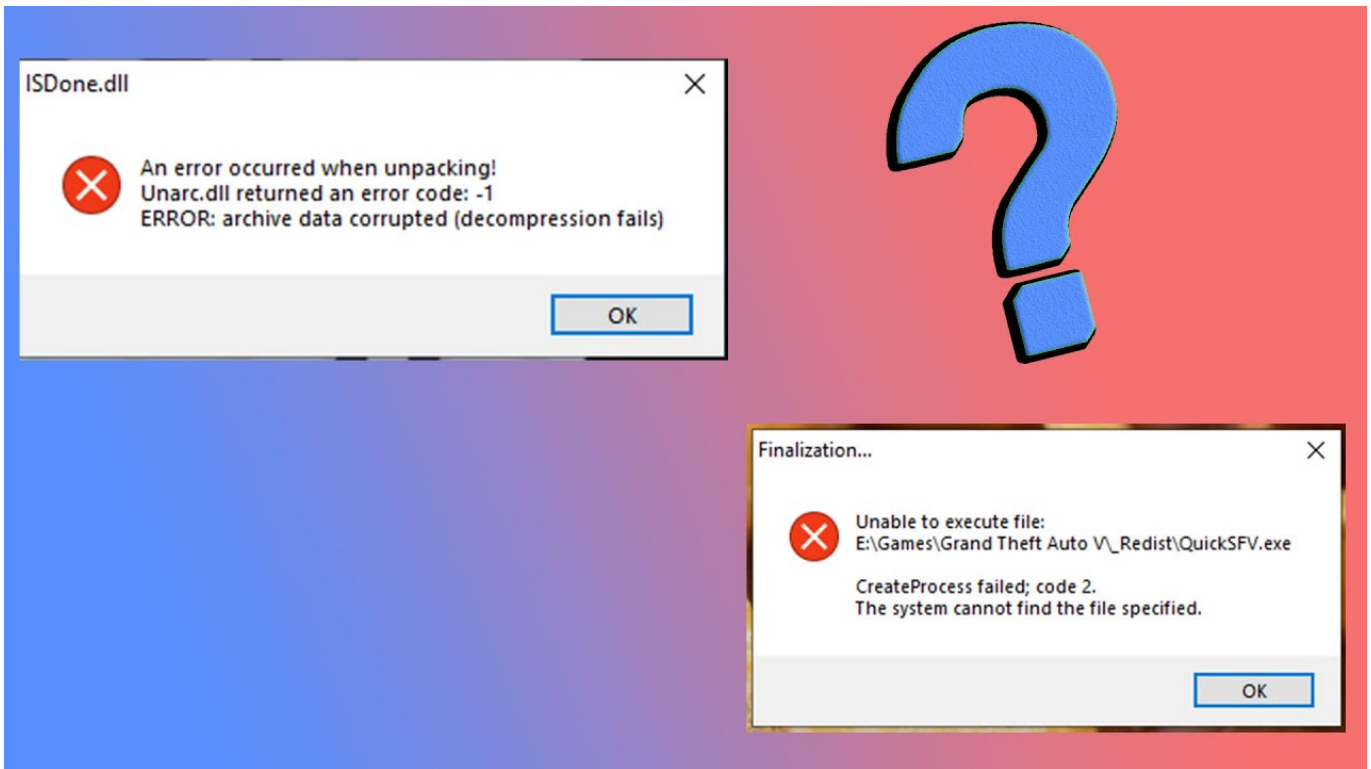 ISDone.dll
An error occurred when unpacking!
Unarc.dll returned an error code: -1
ERROR: archive data corrupted (decompression fails)
OK
?
Finalization...
Unable to execute file:
E:\Games\Grand Theft Auto V\_Redist\QuickSFV.exe
CreateProcess failed; code 2.
The system cannot find the file specified.
OK